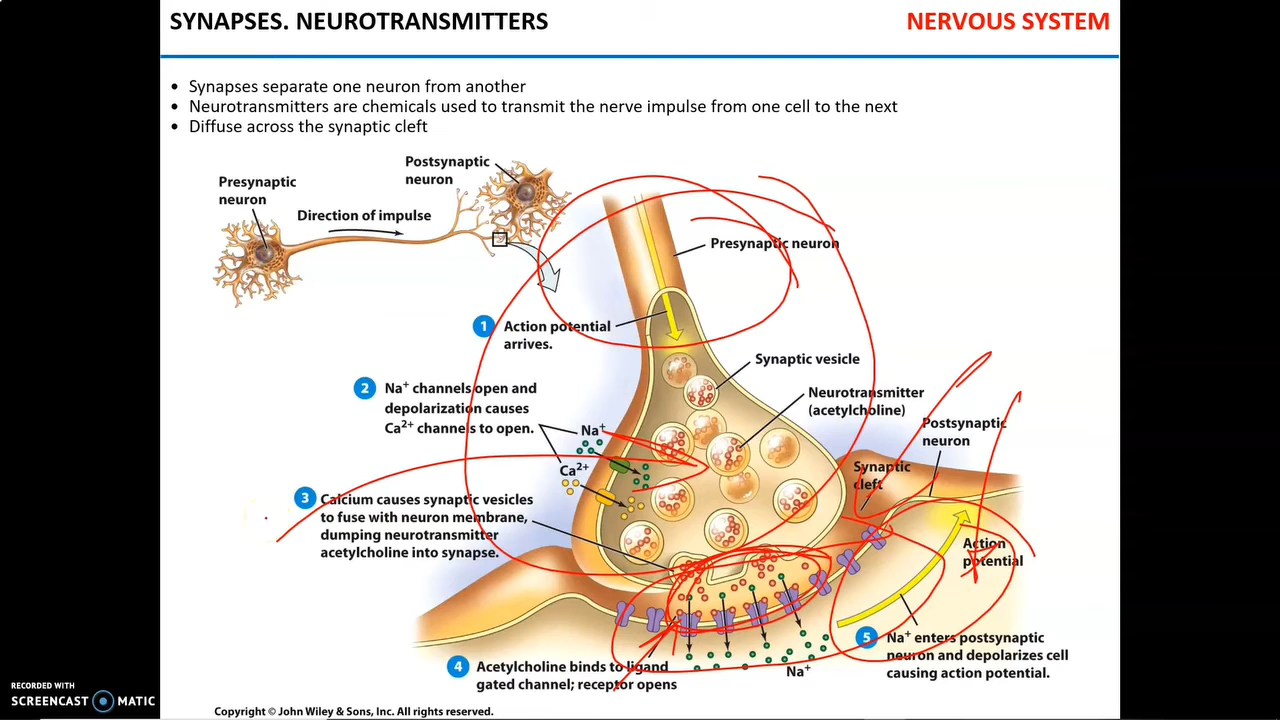 SYNAPSES. NEUROTRANSMITTERS
NERVOUS SYSTEM
• Synapses separate one neuron from another
• Neurotransmitters are chemicals used to transmit the nerve impulse from one cell to the next
• Diffuse across the synaptic cleft
Postsynaptic
neuron
Presynaptic
neuron
Direction of impulse
Presynaptic neuron
1 Action potential
arrives.
Synaptic vesicle
2 Na+ channels open and
depolarization causes
Ca2+ channels to open.
Neurotransmitter
(acetylcholine)
Na+
Ca2+
Postsynaptic
neuron
Synaptic
cleft
3 Calcium causes synaptic vesicles
to fuse with neuron membrane,
dumping neurotransmitter
acetylcholine into synapse.
Action
potential
4 Acetylcholine binds to ligand
gated channel; receptor opens
Na+
5 Na+ enters postsynaptic
neuron and depolarizes cell
causing action potential.
RECORDED WITH
SCREENCAST MATIC
Copyright © John Wiley & Sons, Inc. All rights reserved.